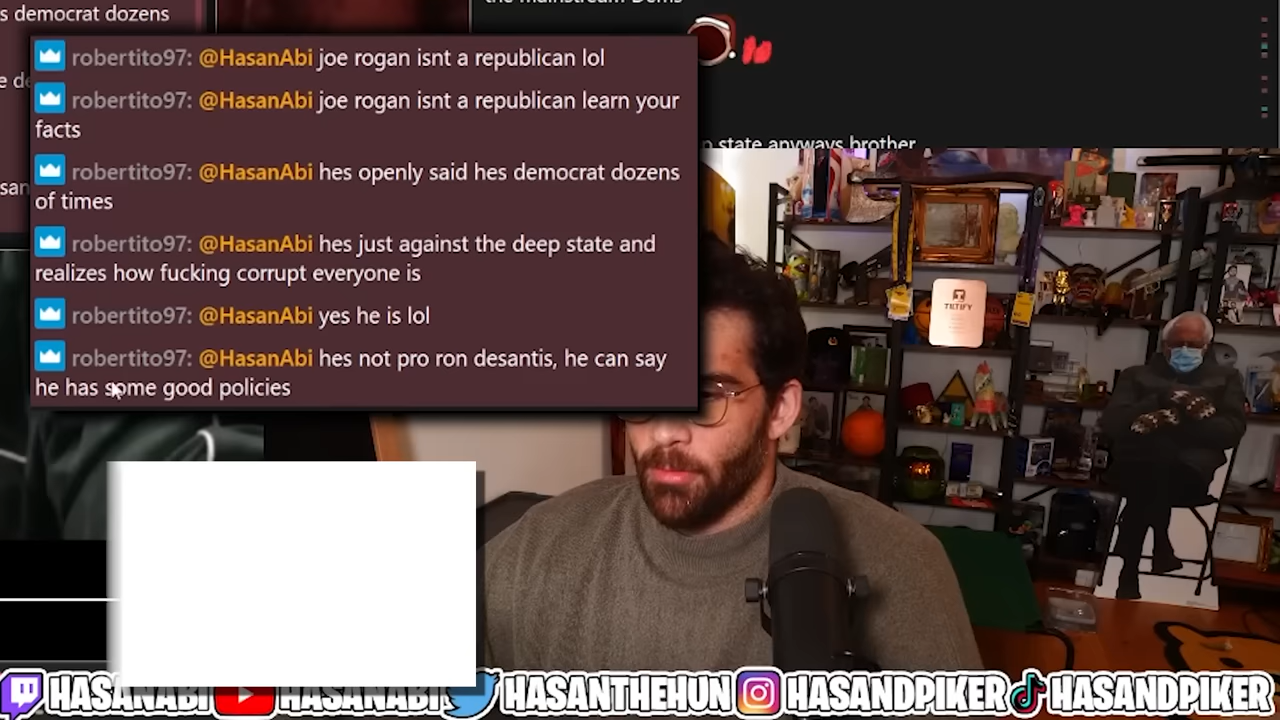 s democrat dozens
the mainstream Dems
robertito97: @HasanAbi joe rogan isnt a republican lol
robertito97: @HasanAbi joe rogan isnt a republican learn your
facts
robertito97: @HasanAbi hes openly said hes democrat dozens
of times
robertito97: @HasanAbi hes just against the deep state and
realizes how fucking corrupt everyone is
robertito97: @HasanAbi yes he is lol
robertito97: @HasanAbi hes not pro ron desantis, he can say
he has some good policies
state anyways brother
HASANABI HASANABI HASANTHEHUN HASANDPIKER HASANDPIKER